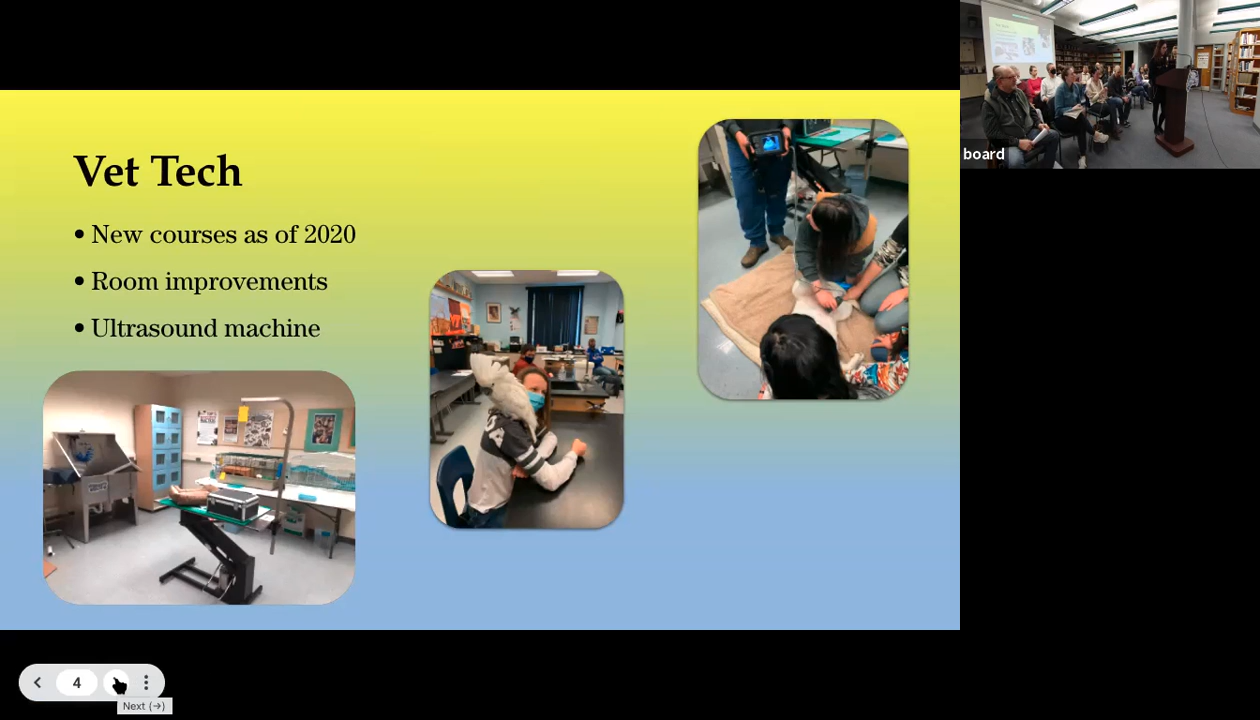 board
Vet Tech
• New courses as of 2020
• Room improvements
• Ultrasound machine
4
Next (→)